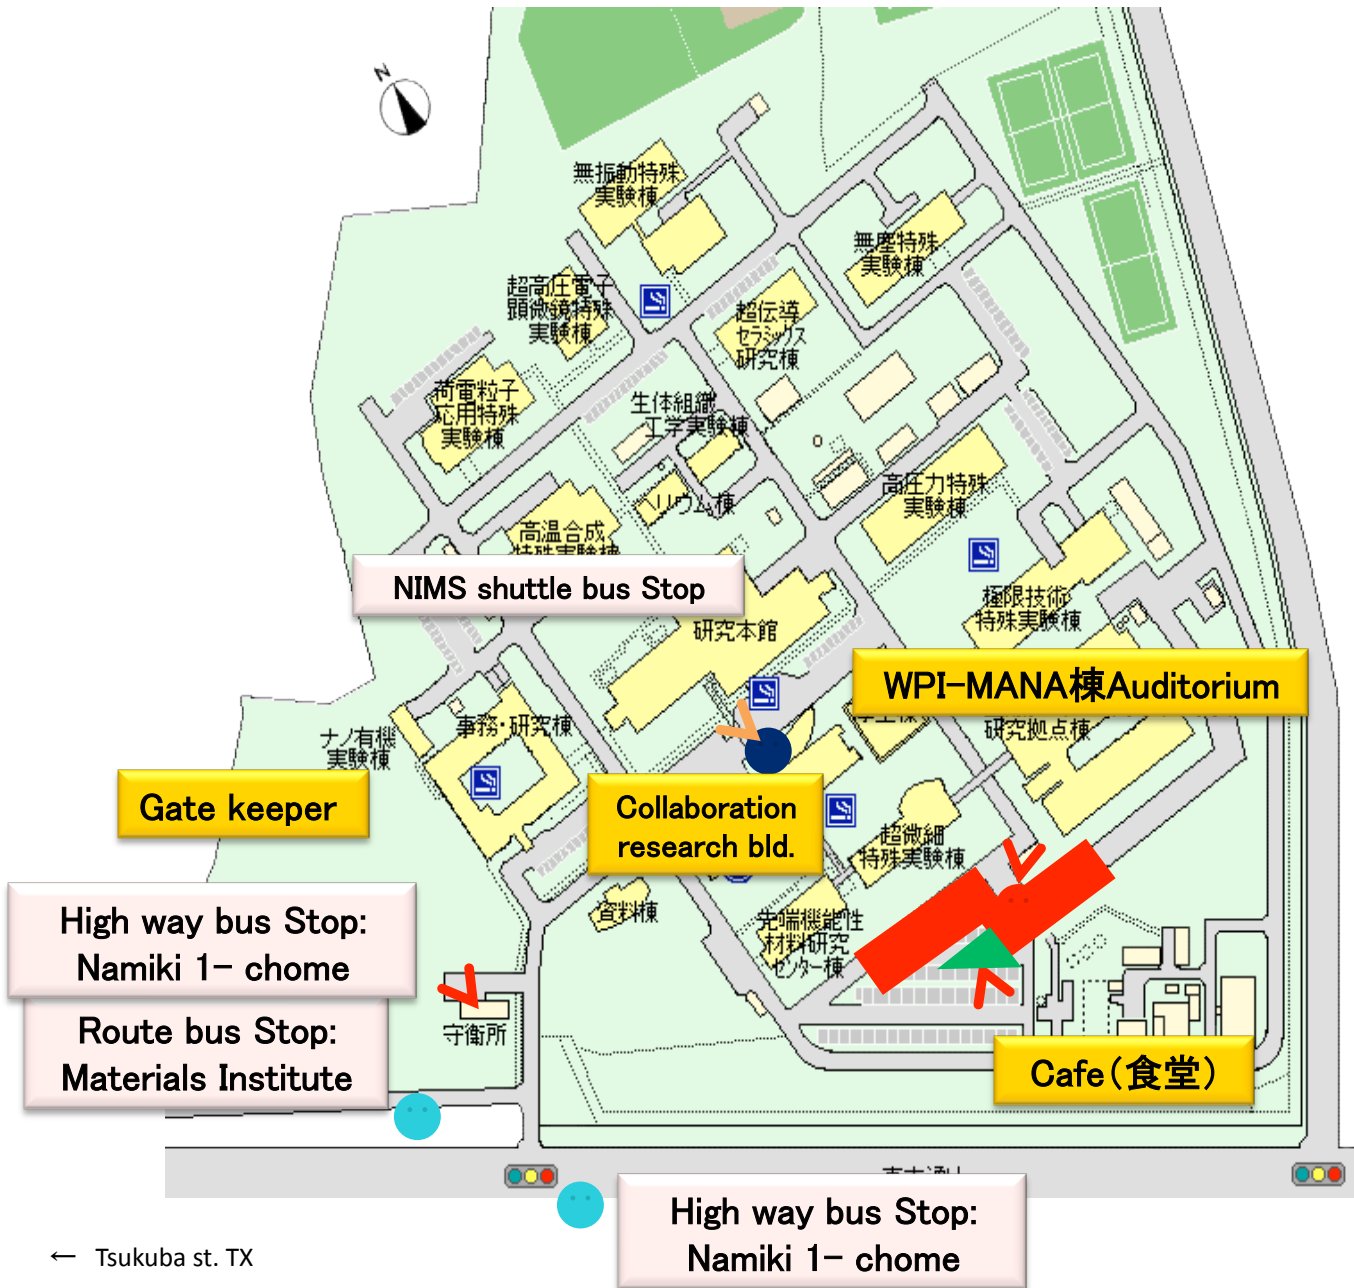 N
無振動特殊
実験棟
無塵特殊
実験棟
超高圧電子
顕微鏡特殊
実験棟
超伝導
セラミックス
研究棟
荷電粒子
応用特殊
実験棟
生体組織
工学実験棟
高圧力特殊
実験棟
ヘリウム棟
高温合成
特殊実験棟
NIMS shuttle bus Stop
極限技術
特殊実験棟
研究本館
WPI-MANA棟Auditorium
研究拠点棟
事務・研究棟
ナノ有機
実験棟
Gate keeper
Collaboration
research bld.
超微細
特殊実験棟
High way bus Stop:
Namiki 1- chome
資料棟
先端機能性
材料研究
センター棟
Route bus Stop:
Materials Institute
守衛所
Cafe(食堂)
High way bus Stop:
Namiki 1- chome
← Tsukuba st. TX